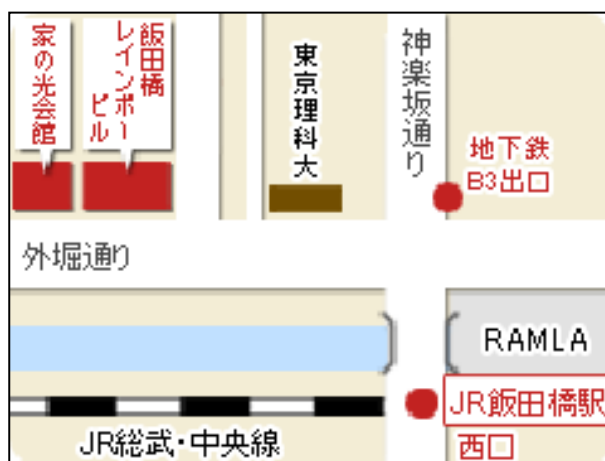 家の光会館
飯田橋
レインボー
ビル
東京理科大
神楽坂通り
地下鉄
B3出口
外堀通り
RAMLA
JR飯田橋駅
西口
JR総武・中央線